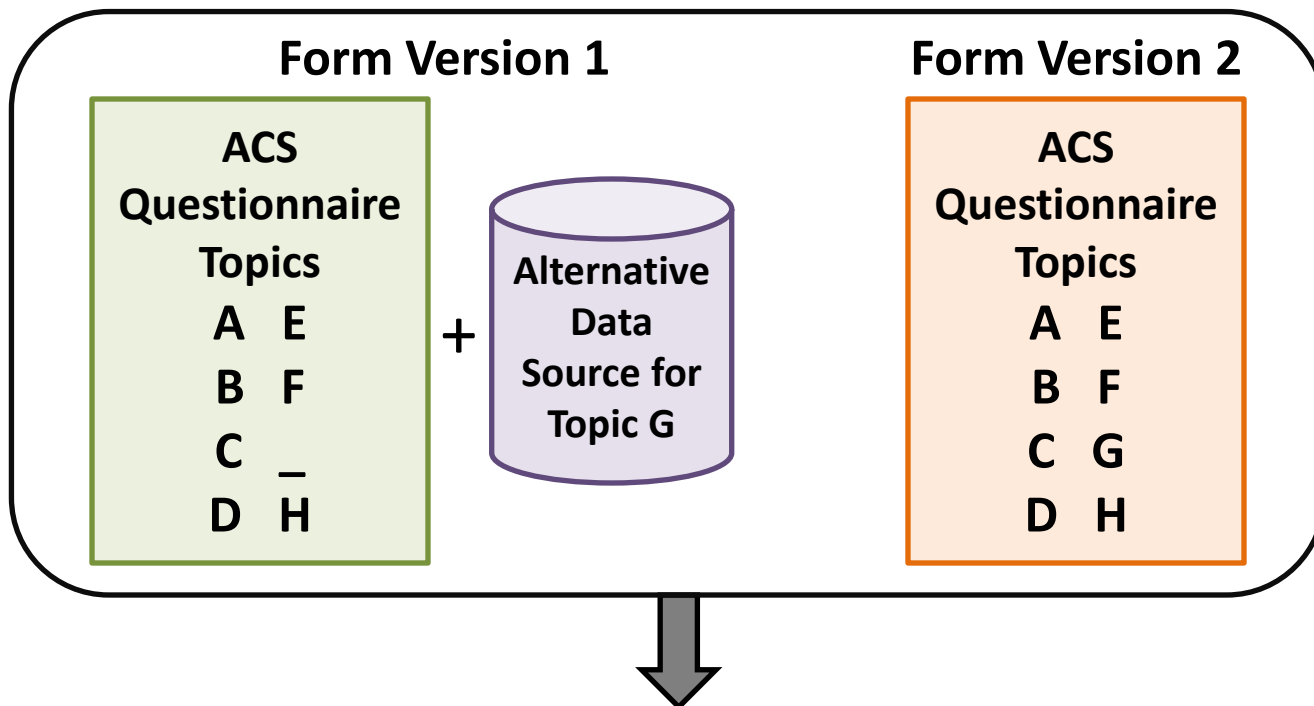 Form Version 1
ACS
Questionnaire
Topics
A E
B F
C _
D H
+
Alternative
Data
Source for
Topic G
Form Version 2
ACS
Questionnaire
Topics
A E
B F
C G
D H